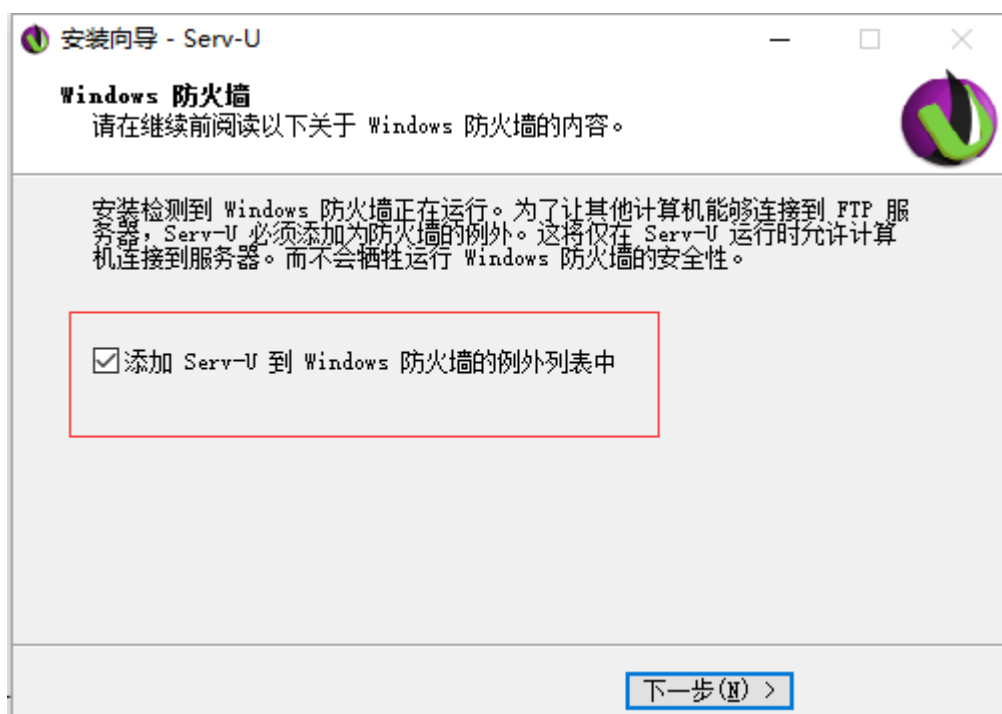 安装向导 - Serv-U
Windows 防火墙
请在继续前阅读以下关于 Windows 防火墙的内容。
安装检测到 Windows 防火墙正在运行。为了让其他计算机能够连接到 FTP 服
务器，Serv-U 必须添加为防火墙的例外。这将仅在 Serv-U 运行时允许计算
机连接到服务器。而不会牺牲运行 Windows 防火墙的安全性。
添加 Serv-U 到 Windows 防火墙的例外列表中
下一步(N) >